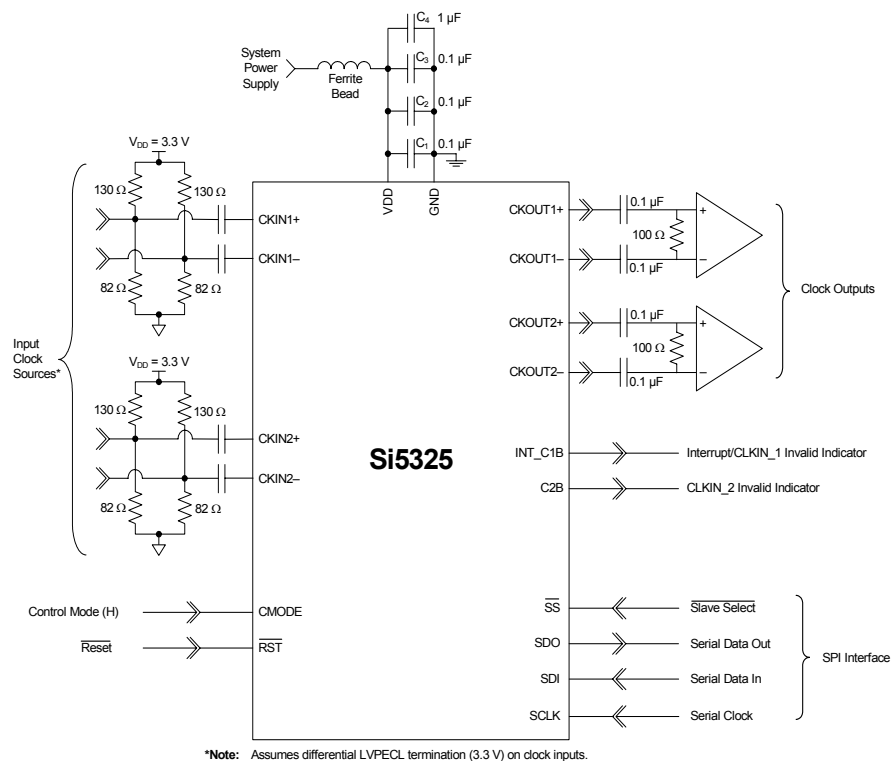 C4 1 µF
System
Power
Supply
Ferrite
Bead
C3 0.1 µF
C2 0.1 µF
C1 0.1 µF
VDD = 3.3 V
130 Ω
130 Ω
82 Ω
82 Ω
VDD
GND
CKIN1+
CKIN1–
Input
Clock
Sources*
VDD = 3.3 V
130 Ω
130 Ω
82 Ω
82 Ω
CKIN2+
CKIN2–
Control Mode (H)
CMODE
Reset
RST
Si5325
CKOUT1+
0.1 µF
+
100 Ω
CKOUT1–
–
0.1 µF
Clock Outputs
CKOUT2+
0.1 µF
+
100 Ω
CKOUT2–
–
0.1 µF
INT_C1B
Interrupt/CLKIN_1 Invalid Indicator
C2B
CLKIN_2 Invalid Indicator
SS
Slave Select
SDO
Serial Data Out
SDI
Serial Data In
SCLK
Serial Clock
SPI Interface
*Note: Assumes differential LVPECL termination (3.3 V) on clock inputs.